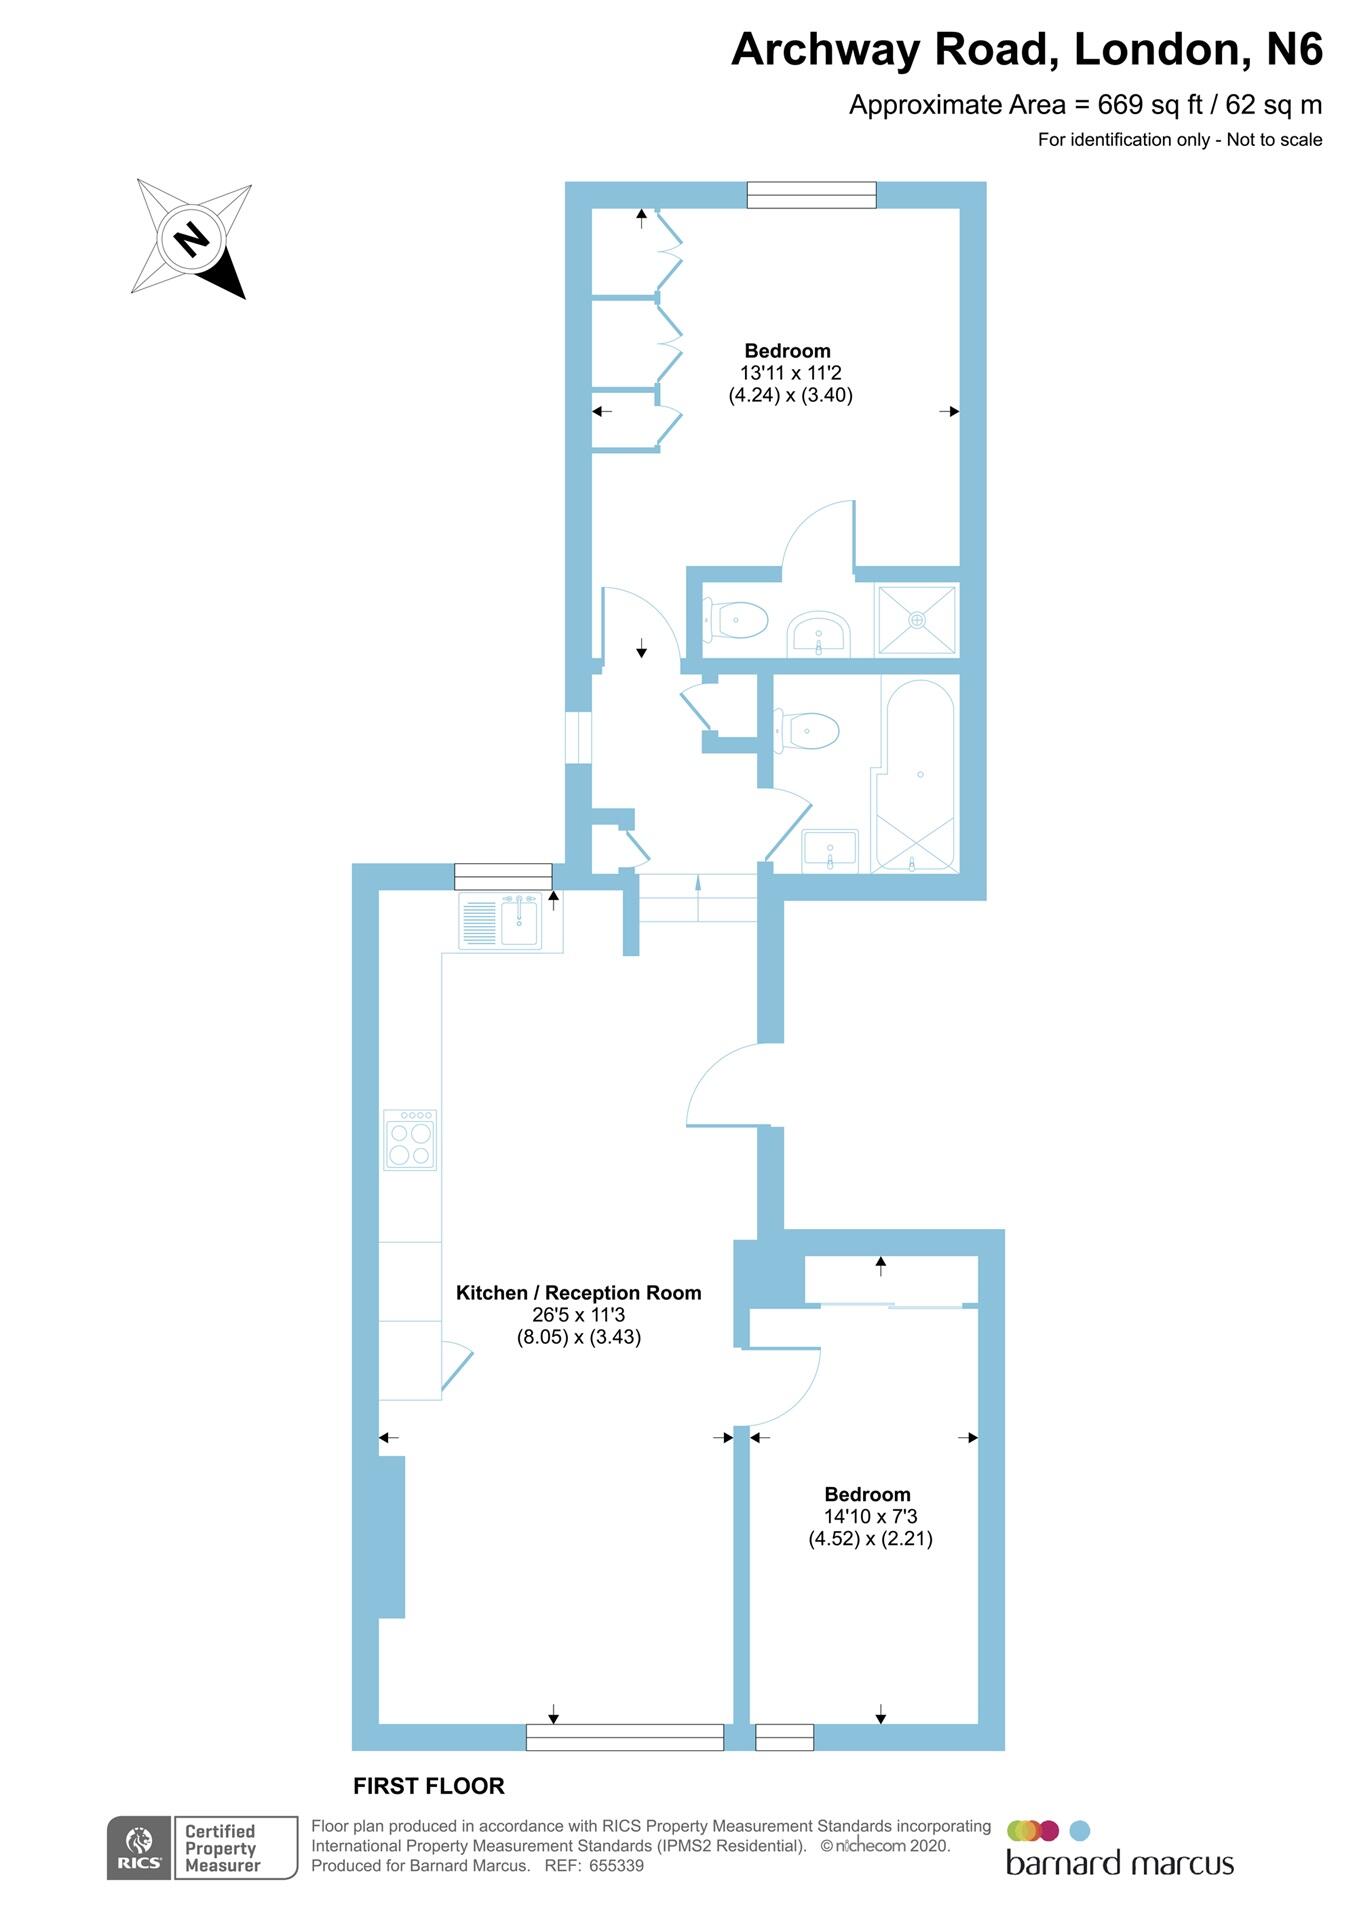 Archway Road, London, N6
Approximate Area = 669 sq ft / 62 sq m
For identification only - Not to scale
N
Bedroom
13'11 x 11'2
(4.24) x (3.40)
Kitchen / Reception Room
26'5 x 11'3
(8.05) x (3.43)
Bedroom
14'10 x 7'3
(4.52) x (2.21)
FIRST FLOOR
RICS
Certified
Property
Measurer
Floor plan produced in accordance with RICS Property Measurement Standards incorporating
International Property Measurement Standards (IPMS2 Residential). © nichecom 2020.
Produced for Barnard Marcus. REF: 655339
barnard marcus